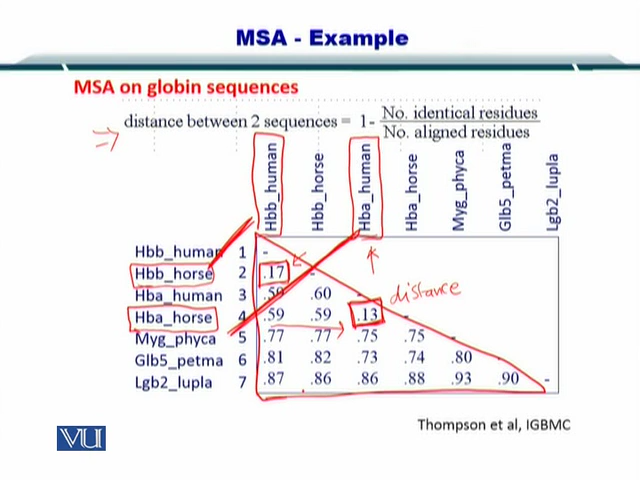 MSA - Example
MSA on globin sequences
distance between 2 sequences = 1- No. identical residues
No. aligned residues
Hbb_human Hbb_horse Hba_human Hba_horse Myg_phyca Glb5_petma Lgb2_lupla
Hbb_human 1 -
Hbb_horse 2 .17 -
Hba_human 3 .59 .60 -
distance
Hba_horse 4 .59 .59 .13 -
Myg_phyca 5 .77 .77 .75 .75 -
Glb5_petma 6 .81 .82 .73 .74 .80 -
Lgb2_lupla 7 .87 .86 .86 .88 .93 .90 -
Thompson et al, IGBMC
VU